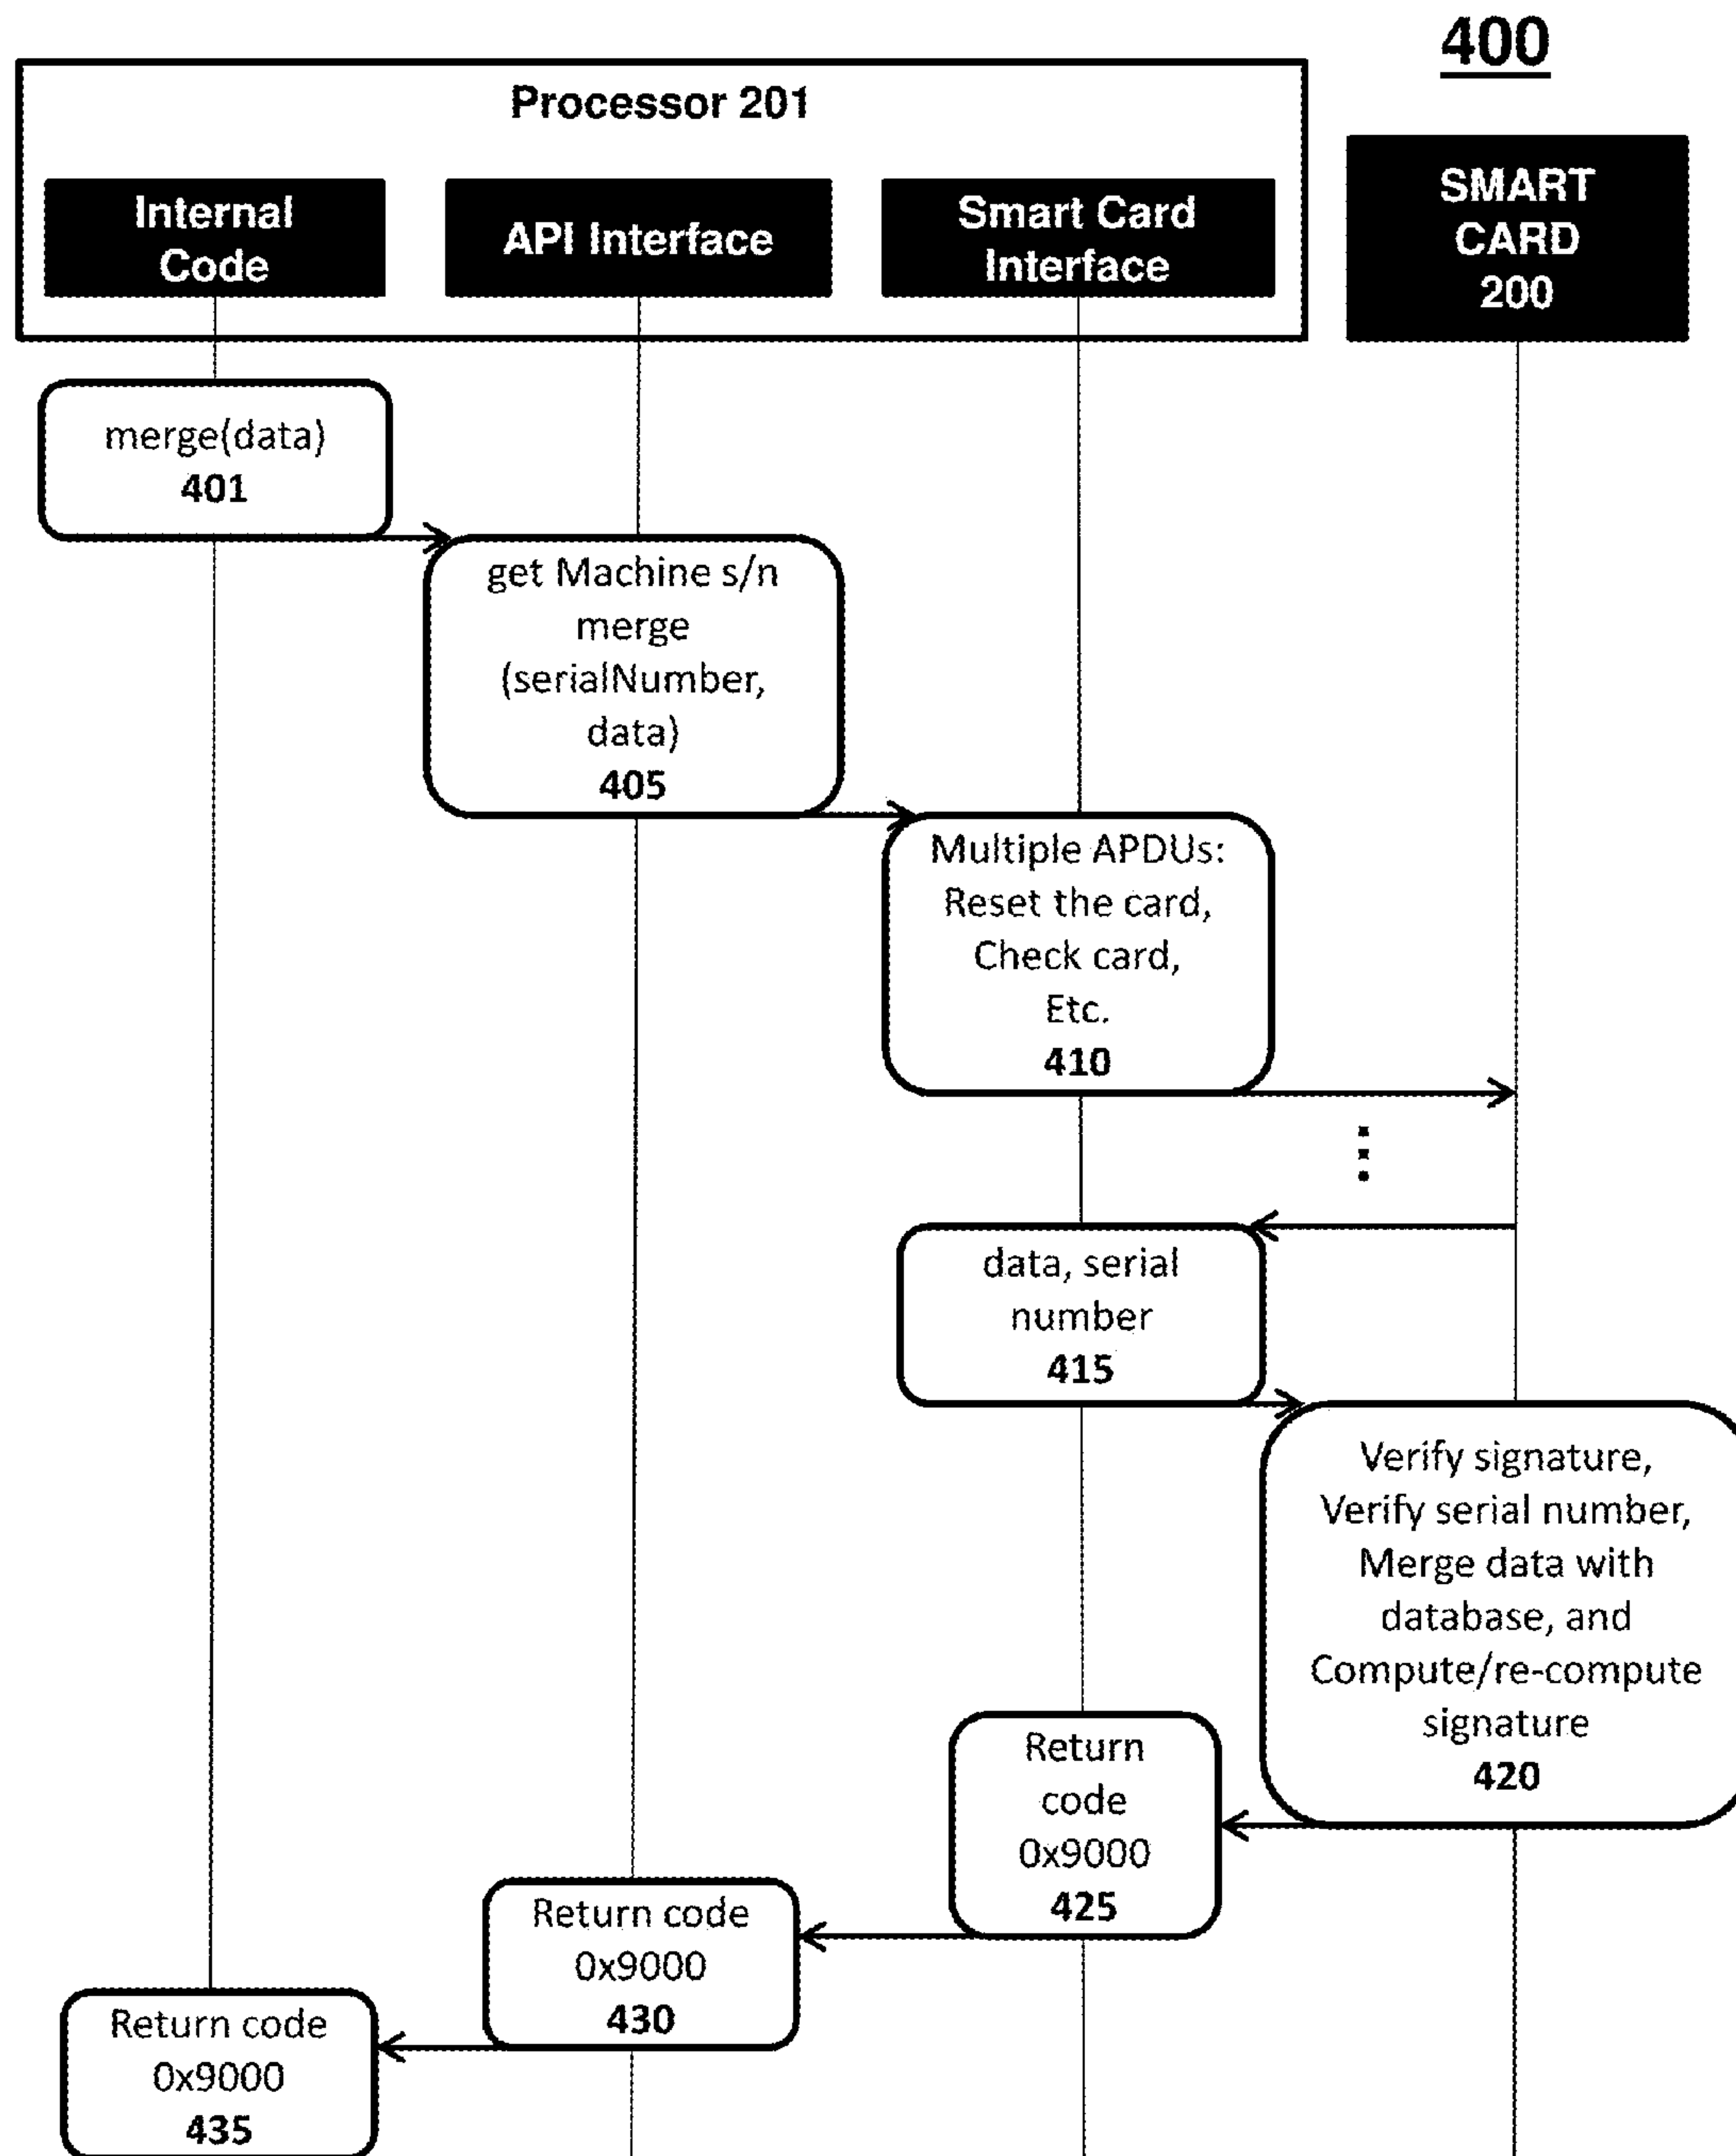 400
Processor 201
Internal
Code
API Interface
Smart Card
Interface
SMART
CARD
200
merge(data)
401
get Machine s/n
merge
(serialNumber,
data)
405
Multiple APDUs:
Reset the card,
Check card,
Etc.
410
data, serial
number
415
Verify signature,
Verify serial number,
Merge data with
database, and
Compute/re-compute
signature
420
Return
code
0x9000
425
Return code
0x9000
430
Return code
0x9000
435